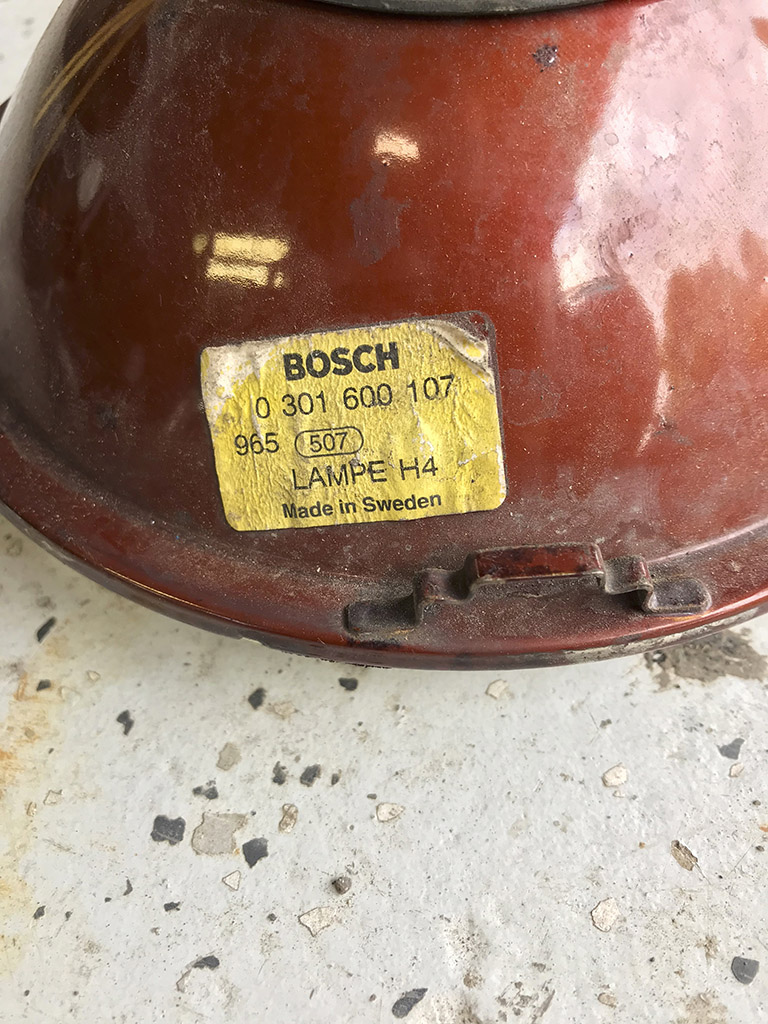 BOSCH
0 301 600 107
965 507
LAMPE H4
Made in Sweden